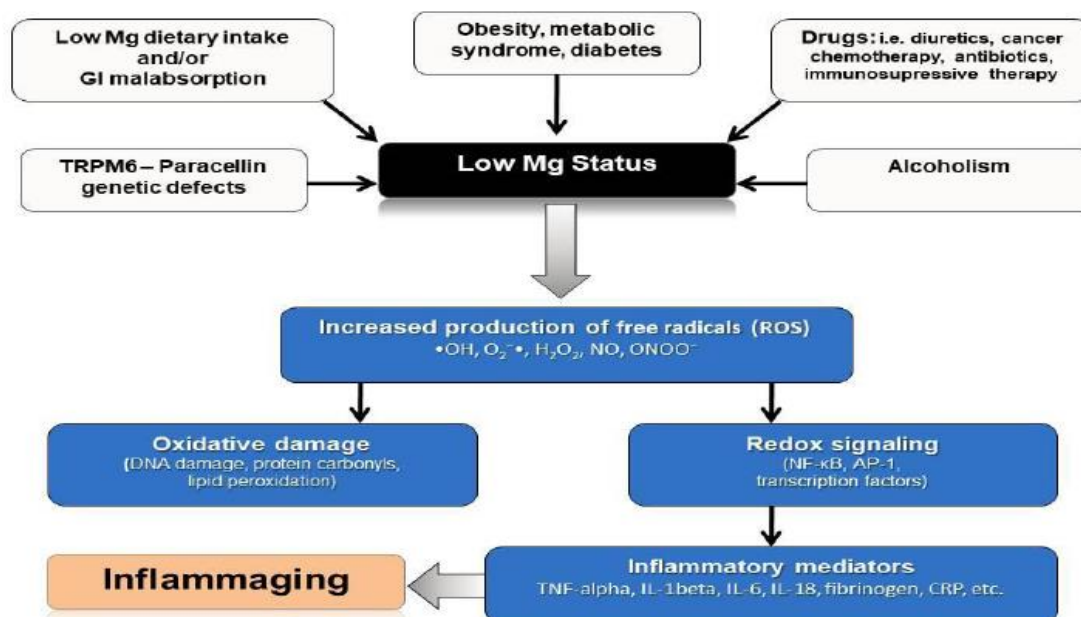 Low Mg dietary intake
and/or
GI malabsorption
Obesity, metabolic
syndrome, diabetes
Drugs: i.e. diuretics, cancer
chemotherapy, antibiotics,
immunosupressive therapy
TRPM6 – Paracellin
genetic defects
Low Mg Status
Alcoholism
Increased production of free radicals (ROS)
•OH, O₂⁻•, H₂O₂, NO, ONOO⁻
Oxidative damage
(DNA damage, protein carbonyls,
lipid peroxidation)
Redox signaling
(NF-κB, AP-1,
transcription factors)
Inflammatory mediators
TNF-alpha, IL-1beta, IL-6, IL-18, fibrinogen, CRP, etc.
Inflammaging